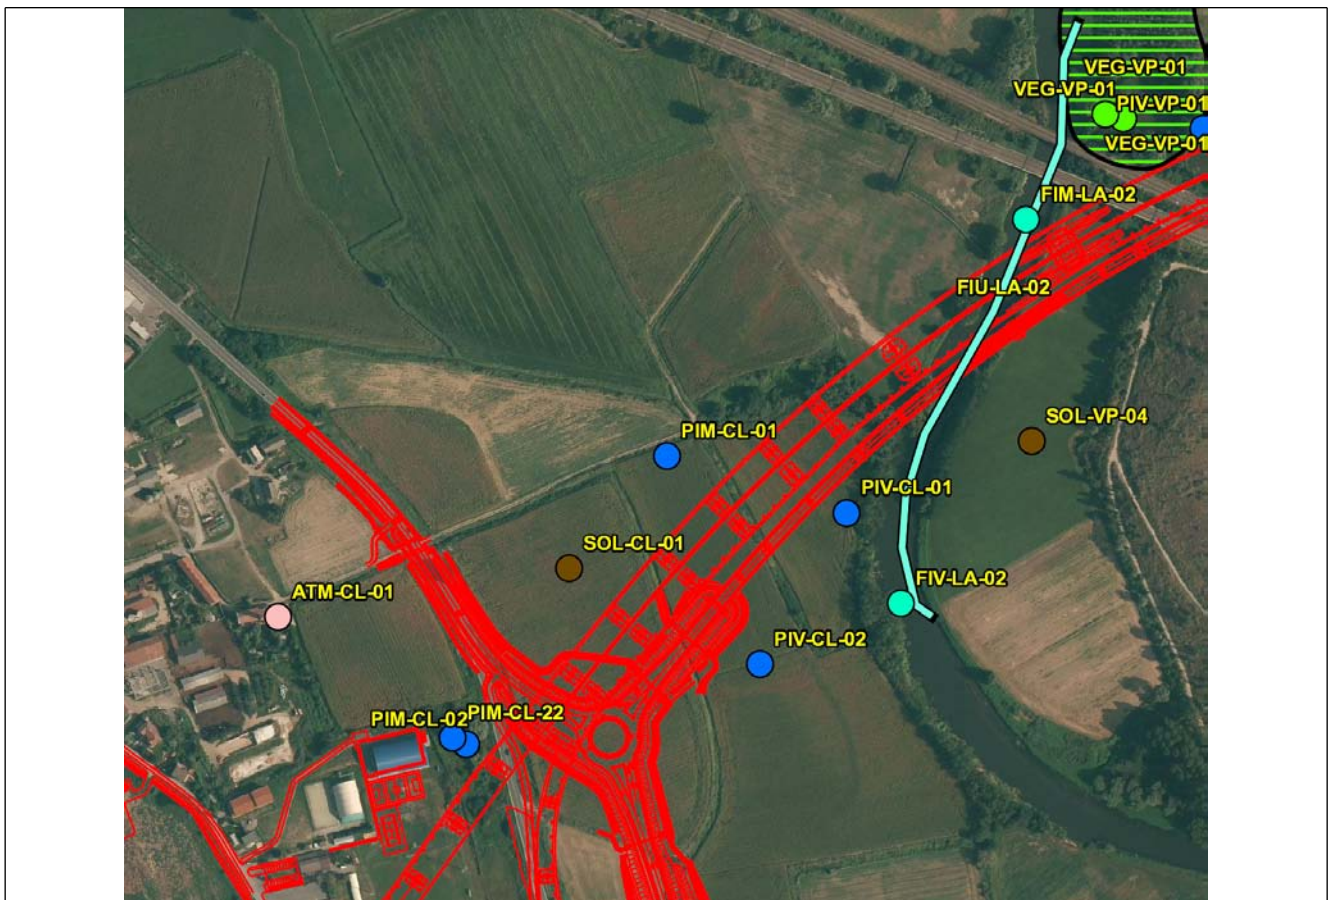 VEG-VP-01
VEG-VP-01
PIV-VP-01
VEG-VP-01
FIM-LA-02
FIU-LA-02
SOL-VP-04
PIM-CL-01
PIV-CL-01
SOL-CL-01
FIV-LA-02
ATM-CL-01
PIV-CL-02
PIM-CL-02
PIM-CL-22